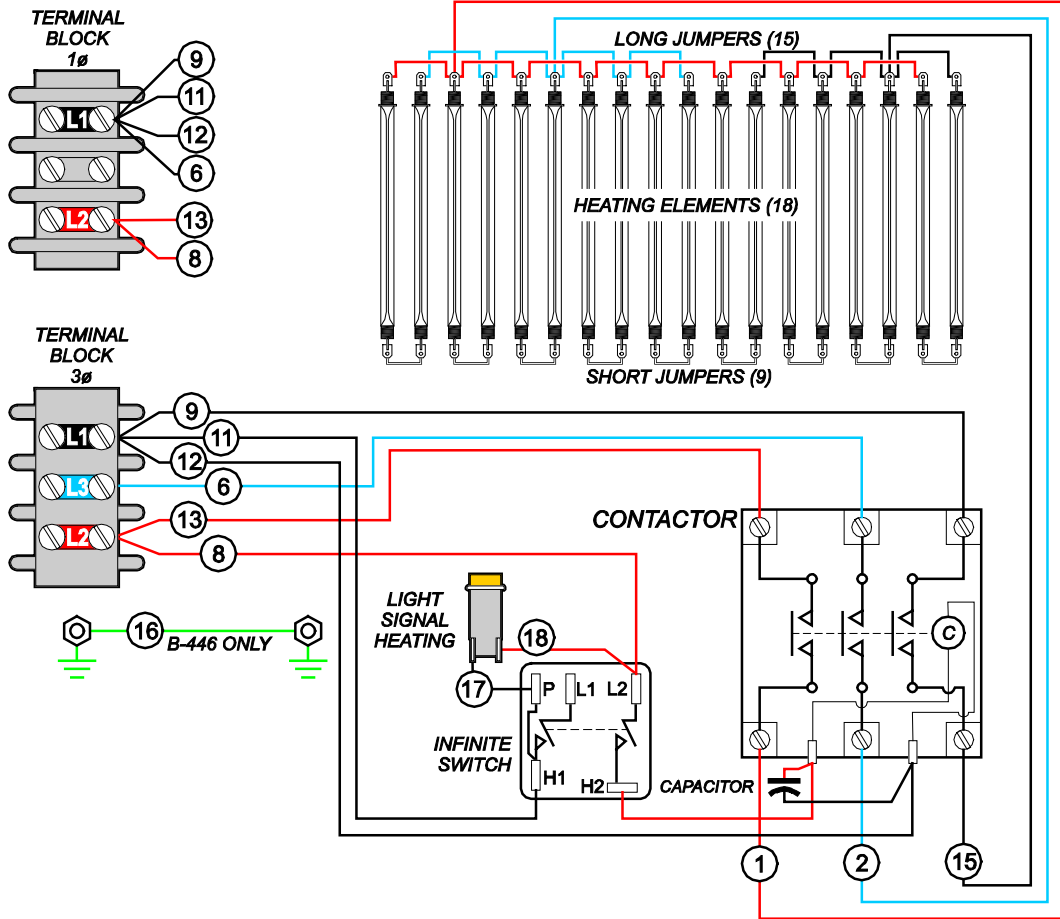 TERMINAL
BLOCK
1ø
L1
L2
9
11
12
6
13
8
LONG JUMPERS (15)
HEATING ELEMENTS (18)
SHORT JUMPERS (9)
TERMINAL
BLOCK
3ø
L1
L3
L2
9
11
12
6
13
8
16
B-446 ONLY
LIGHT
SIGNAL
HEATING
18
17
P
L1
L2
INFINITE
SWITCH
H1
H2
CONTACTOR
C
CAPACITOR
1
2
15